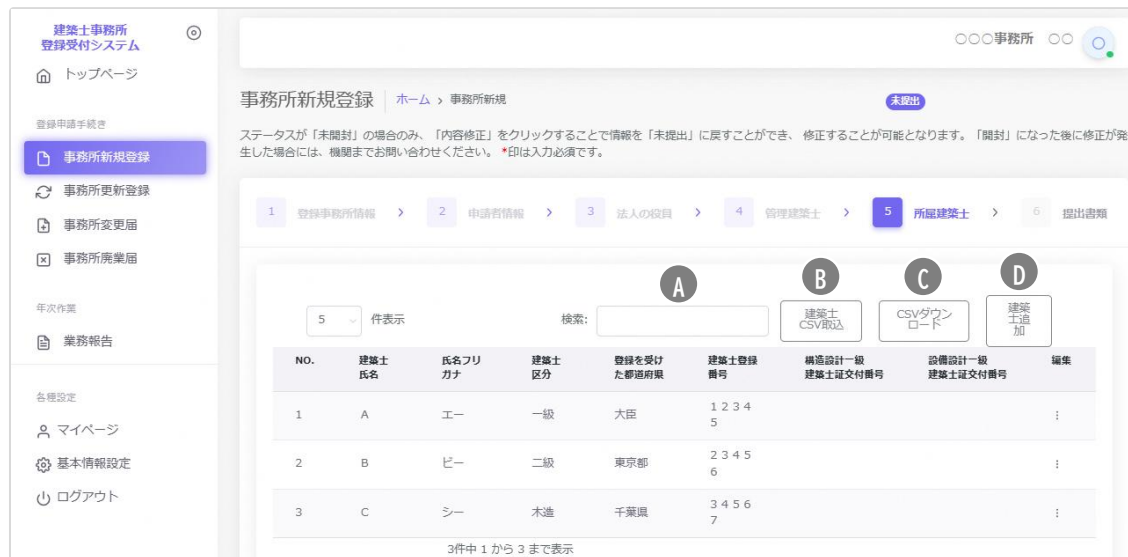 建築士事務所
登録受付システム
トップページ
登録申請手続き
事務所新規登録
事務所更新登録
事務所変更届
事務所廃業届
年次作業
業務報告
各種設定
マイページ
基本情報設定
ログアウト
○○○事務所 ○○ ○
事務所新規登録 ホーム > 事務所新規 未提出
ステータスが「未開封」の場合のみ、「内容修正」をクリックすることで情報を「未提出」に戻すことができ、 修正することが可能となります。「開封」になった後に修正が発
生した場合には、機関までお問い合わせください。 *印は入力必須です。
1 登録事務所情報 > 2 申請者情報 > 3 法人の役員 > 4 管理建築士 > 5 所属建築士 > 6 提出書類
A B C D
5 件表示 検索:
建築士
CSV取込
CSVダウン
ロード
建築
士追
加
NO. 建築士 氏名フリ 建築士 登録を受け 建築士登録 構造設計一級 設備設計一級 編集
氏名 ガナ 区分 た都道府県 番号 建築士証交付番号 建築士証交付番号
1 A エー 一級 大臣 1 2 3 4
5
2 B ビー 二級 東京都 2 3 4 5
6
3 C シー 木造 千葉県 3 4 5 6
7
3件中 1 から 3 まで表示